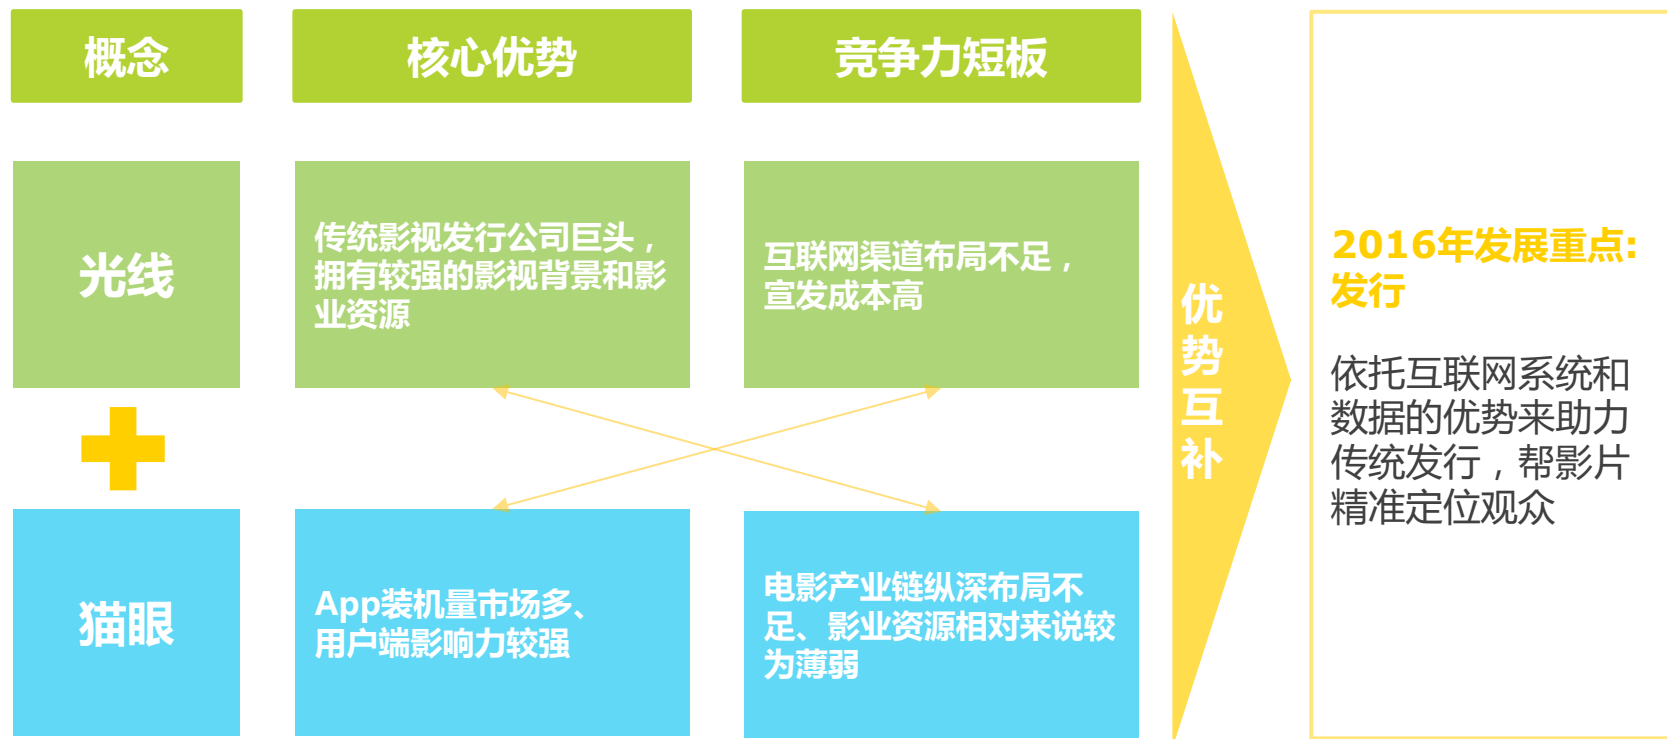 概念
核心优势
竞争力短板
光线
传统影视发行公司巨头，
拥有较强的影视背景和影
业资源
互联网渠道布局不足，
宣发成本高
猫眼
App装机量市场多、
用户端影响力较强
电影产业链纵深布局不
足、影业资源相对来说较
为薄弱
优
势
互
补
2016年发展重点:
发行
依托互联网系统和
数据的优势来助力
传统发行，帮影片
精准定位观众